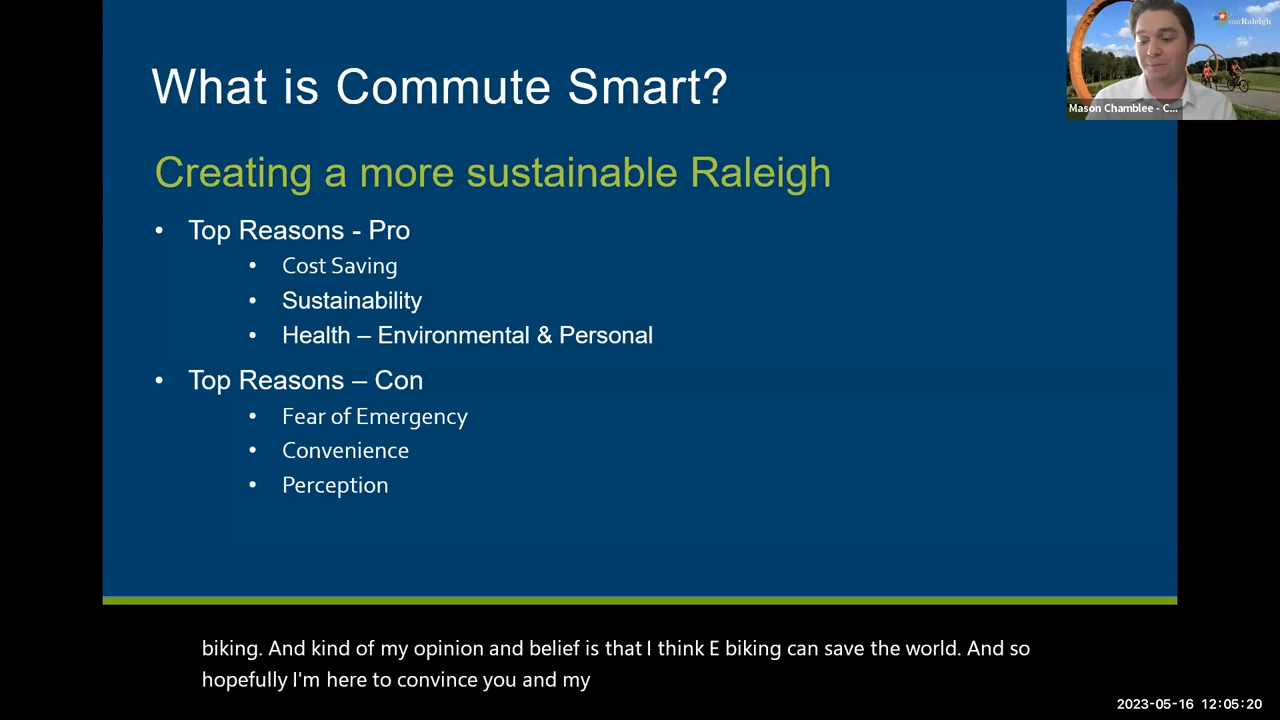 What is Commute Smart?
Raleigh
Mason Chamblee - C...
Creating a more sustainable Raleigh
• Top Reasons - Pro
• Cost Saving
• Sustainability
• Health – Environmental & Personal
• Top Reasons – Con
• Fear of Emergency
• Convenience
• Perception
biking. And kind of my opinion and belief is that I think E biking can save the world. And so
hopefully I'm here to convince you and my
2023-05-16 12:05:20